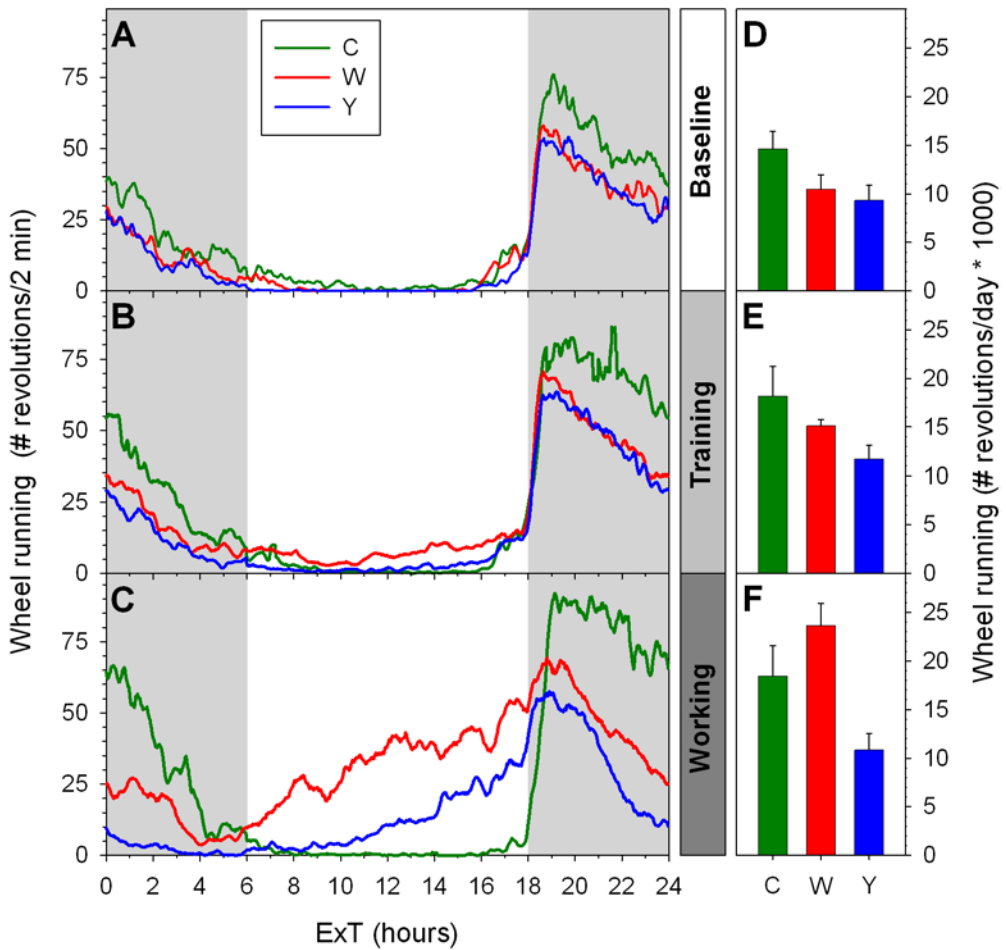 Wheel running (# revolutions/2 min)
A
C
W
Y
75
50
25
0
B
75
50
25
0
C
75
50
25
0
0 2 4 6 8 10 12 14 16 18 20 22 24
ExT (hours)
Baseline
Training
Working
D
25
20
15
10
5
0
E
25
20
15
10
5
0
F
25
20
15
10
5
0
C W Y
Wheel running (# revolutions/day * 1000)